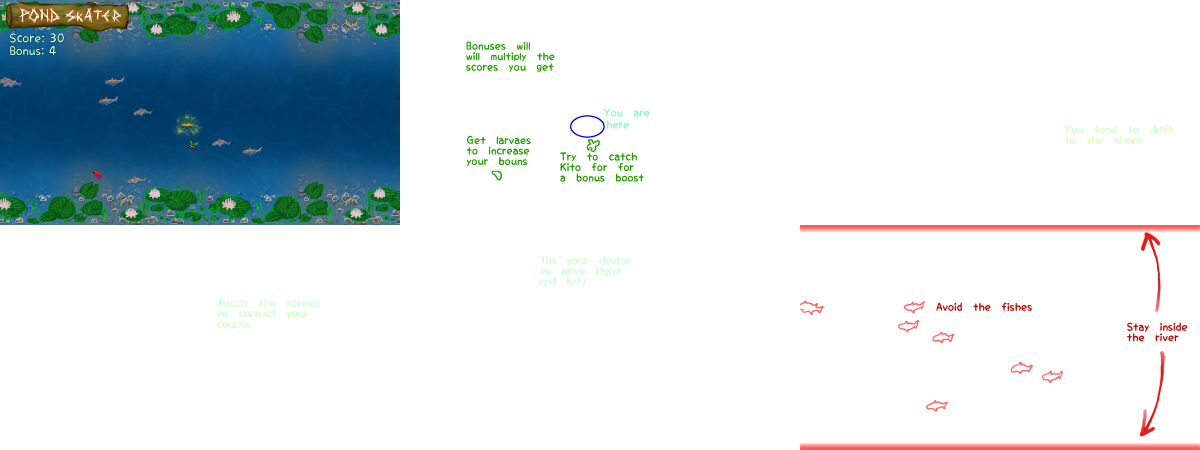 POND SKATER
Score: 30
Bonus: 4
Bonuses will
will multiply the
scores you get
You are
here
Get larvaes
to increase
your bouns
Try to catch
Kito for for
a bonus boost
You tend to drift
to the shore
Touch the screen
to correct your
course
Tilt your device
to move right
and left
Avoid the fishes
Stay inside
the river